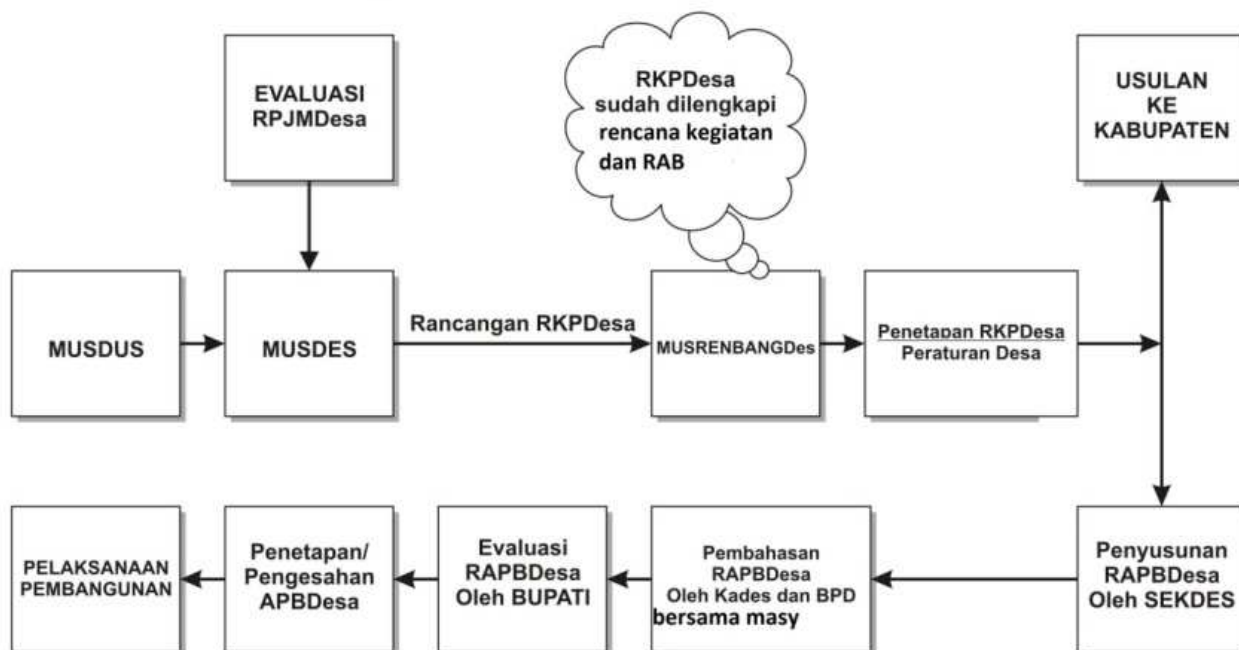 EVALUASI
RPJMDesa
RKPDesa
sudah dilengkapi
rencana kegiatan
dan RAB
USULAN
KE
KABUPATEN
MUSDUS
MUSDES
Rancangan RKPDesa
MUSRENBANGDes
Penetapan RKPDesa
Peraturan Desa
PELAKSANAAN
PEMBANGUNAN
Penetapan/
Pengesahan
APBDesa
Evaluasi
RAPBDesa
Oleh BUPATI
Pembahasan
RAPBDesa
Oleh Kades dan BPD
bersama masy
Penyusunan
RAPBDesa
Oleh SEKDES